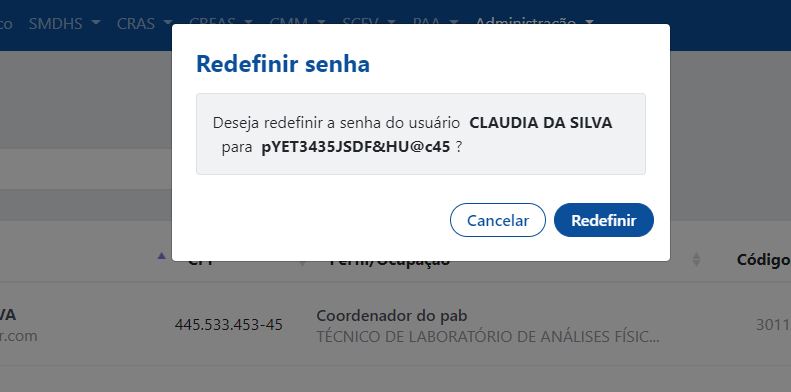 co SMDHS CRAS CREAS CMM SCFV PAA Administração
Redefinir senha
Deseja redefinir a senha do usuário CLAUDIA DA SILVA
para pYET3435JSDF&HU@c45 ?
Cancelar Redefinir
CPF Perfil/Ocupação Código
VA
r.com
445.533.453-45
Coordenador do pab
TÉCNICO DE LABORATÓRIO DE ANÁLISES FÍSIC...
3011